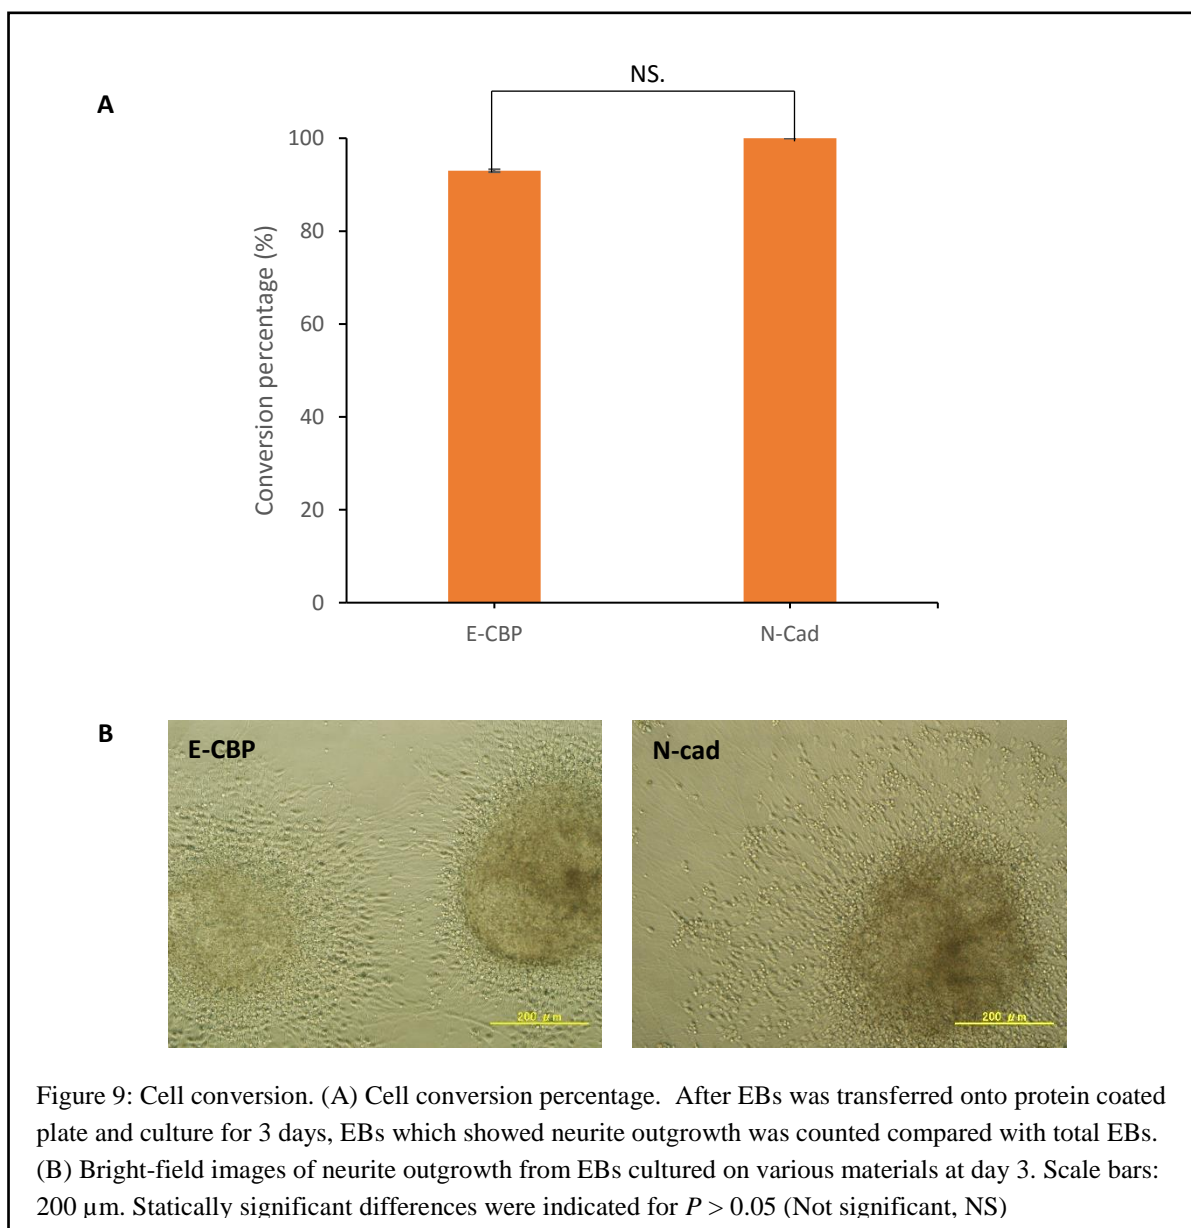 NS.
A
100
80
60
40
20
0
Conversion percentage (%)
E-CBP
N-Cad
B
E-CBP
N-cad
200 μm
200 μm
Figure 9: Cell conversion. (A) Cell conversion percentage.  After EBs was transferred onto protein coated
plate and culture for 3 days, EBs which showed neurite outgrowth was counted compared with total EBs.
(B) Bright-field images of neurite outgrowth from EBs cultured on various materials at day 3. Scale bars:
200 μm. Statically significant differences were indicated for P > 0.05 (Not significant, NS)